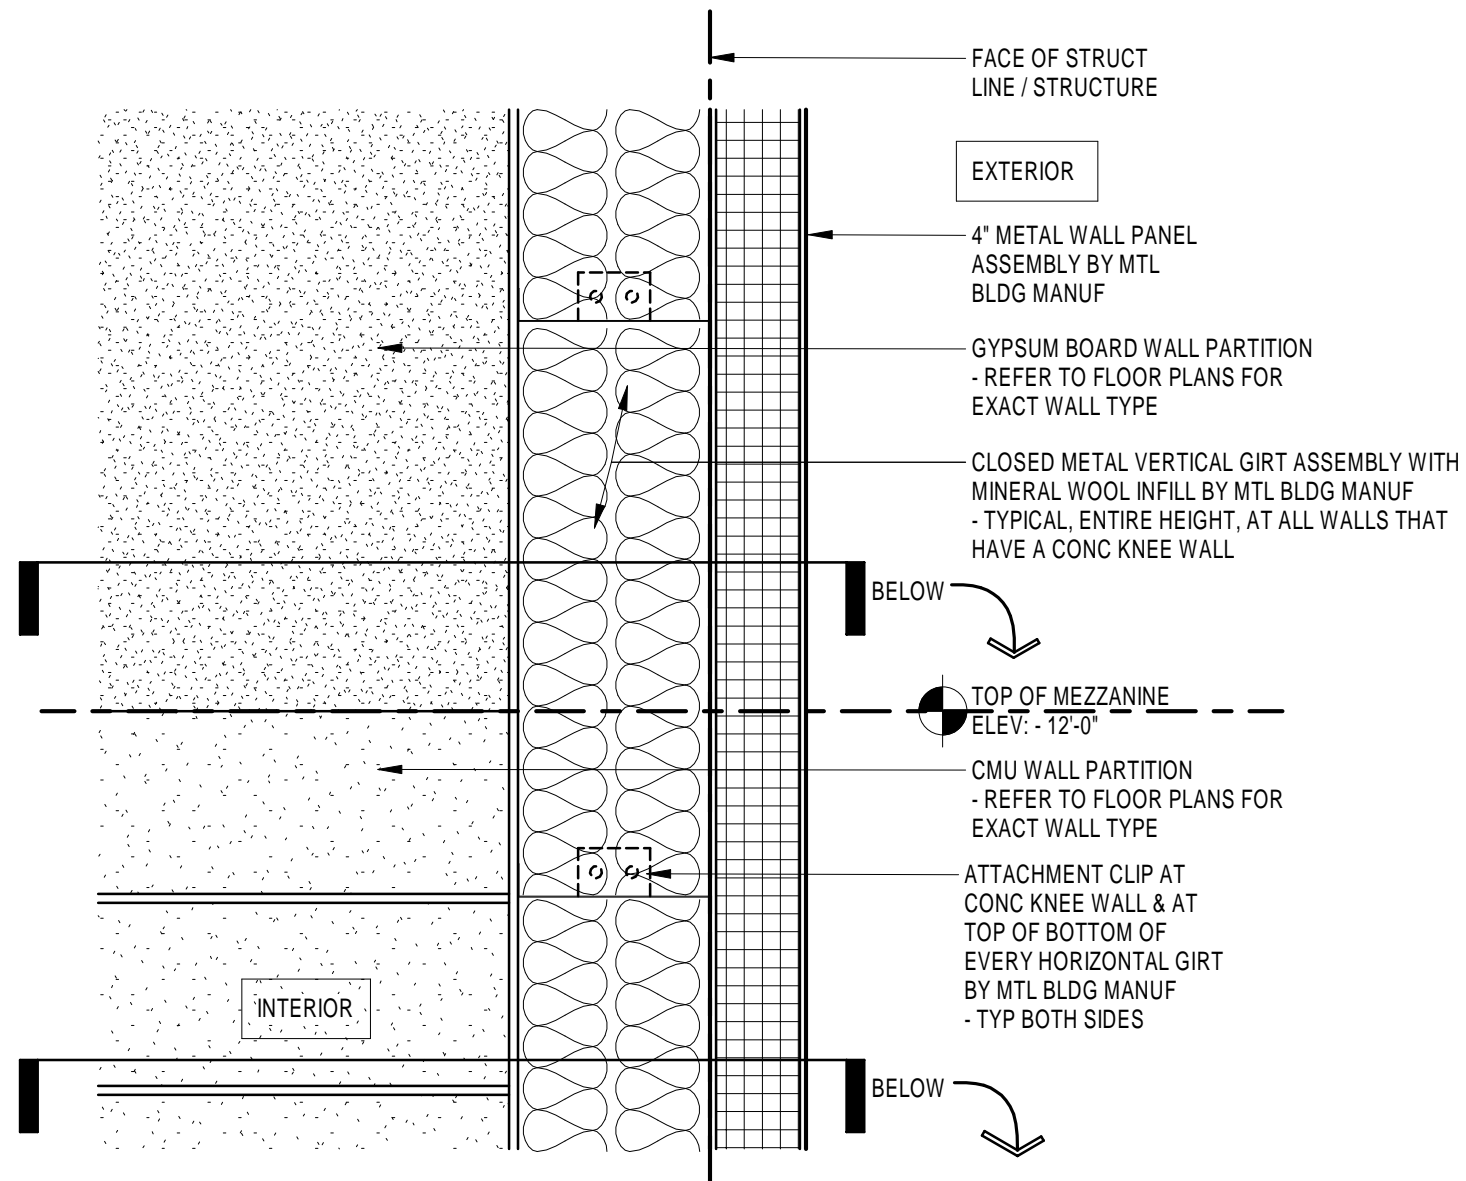 FACE OF STRUCT
LINE / STRUCTURE
EXTERIOR
4" METAL WALL PANEL
ASSEMBLY BY MTL
BLDG MANUF
GYPSUM BOARD WALL PARTITION
- REFER TO FLOOR PLANS FOR
EXACT WALL TYPE
CLOSED METAL VERTICAL GIRT ASSEMBLY WITH
MINERAL WOOL INFILL BY MTL BLDG MANUF
- TYPICAL, ENTIRE HEIGHT, AT ALL WALLS THAT
HAVE A CONC KNEE WALL
BELOW
TOP OF MEZZANINE
ELEV: - 12'-0"
CMU WALL PARTITION
- REFER TO FLOOR PLANS FOR
EXACT WALL TYPE
ATTACHMENT CLIP AT
CONC KNEE WALL & AT
TOP OF BOTTOM OF
EVERY HORIZONTAL GIRT
BY MTL BLDG MANUF
- TYP BOTH SIDES
INTERIOR
BELOW